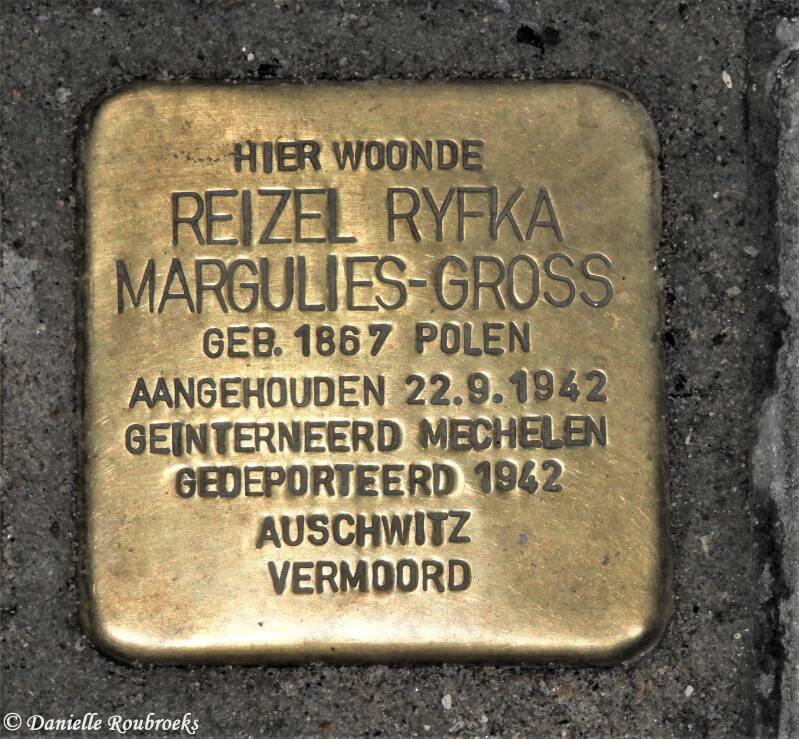 HIER WOONDE
REIZEL RYFKA
MARGULIES-GROSS
GEB. 1867 POLEN
AANGEHOUDEN 22.9.1942
GEINTERNEERD MECHELEN
GEDEPORTEERD 1942
AUSCHWITZ
VERMOORD
© Danielle Roubroeks